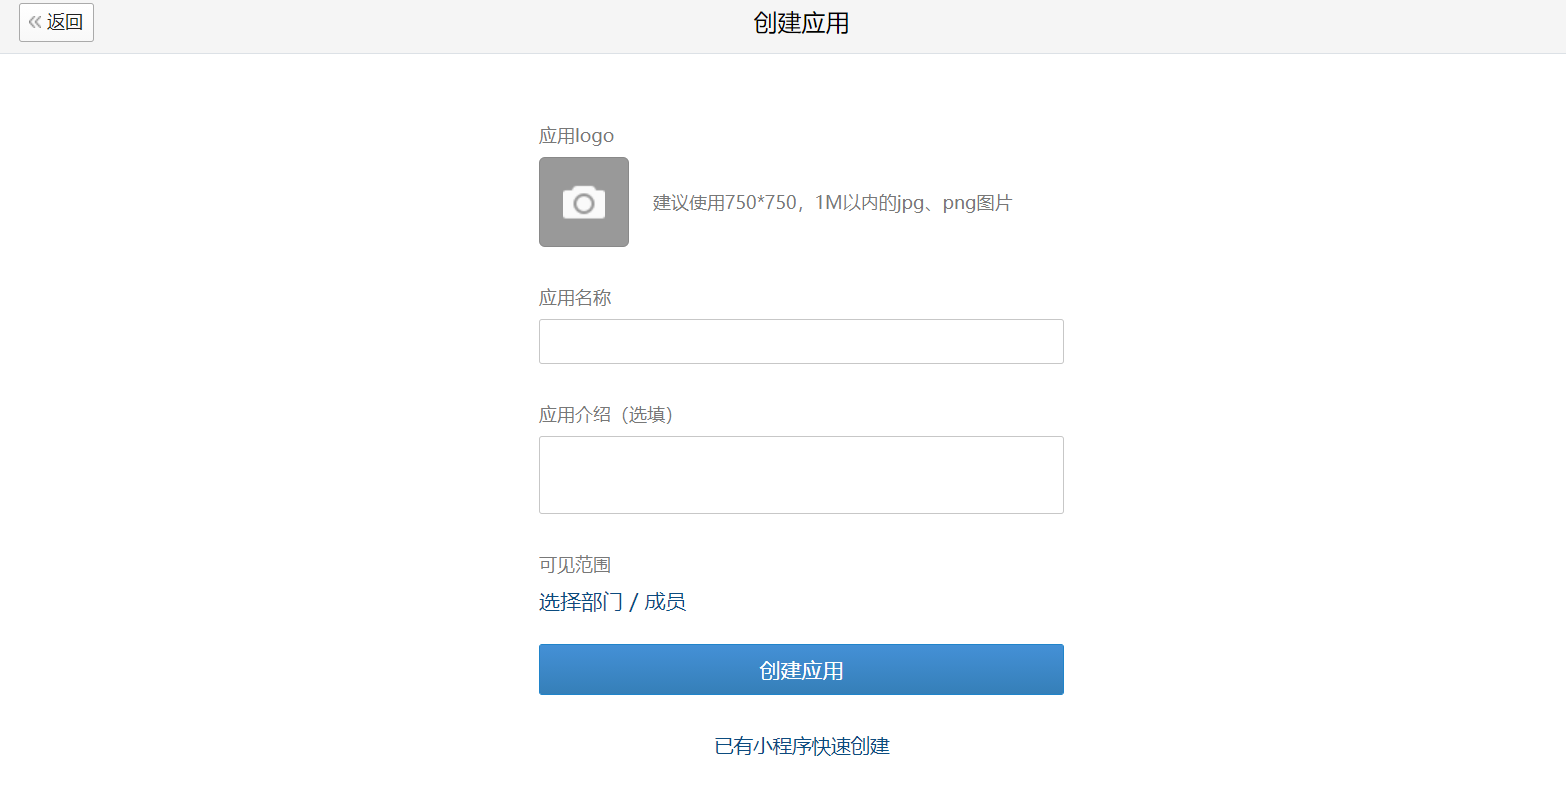 返回
创建应用
应用logo
建议使用750*750，1M以内的jpg、png图片
应用名称
应用介绍（选填）
可见范围
选择部门 / 成员
创建应用
已有小程序快速创建